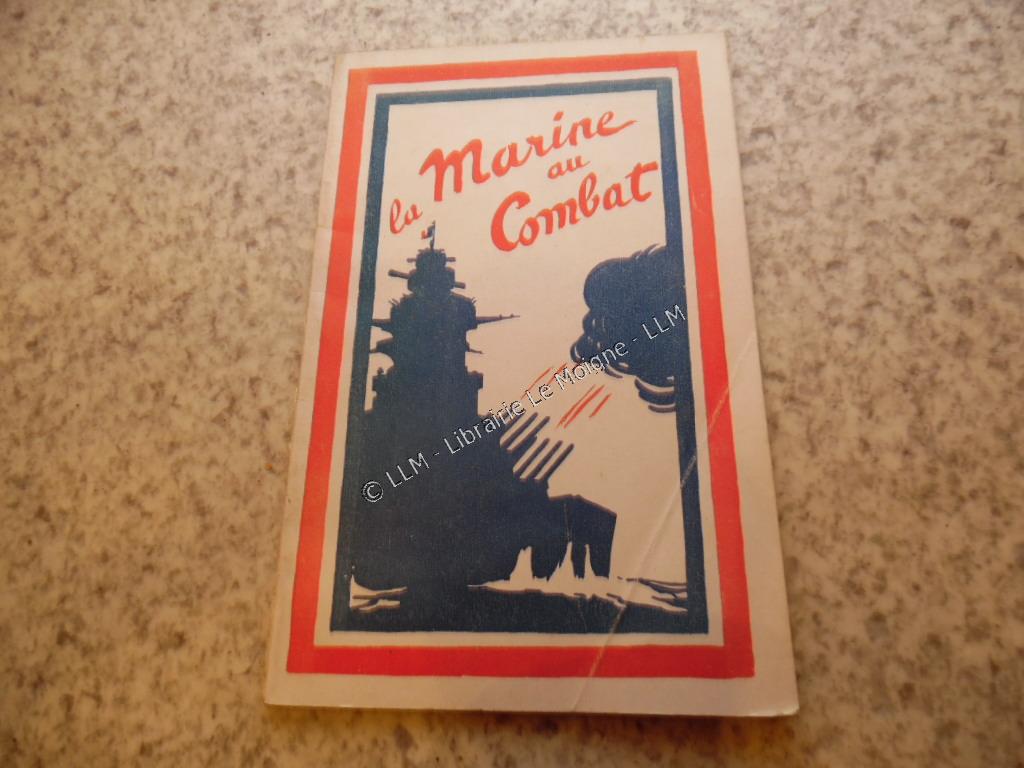 la Marine
au
Combat
© LLM - Librairie Le Moigne - LLM